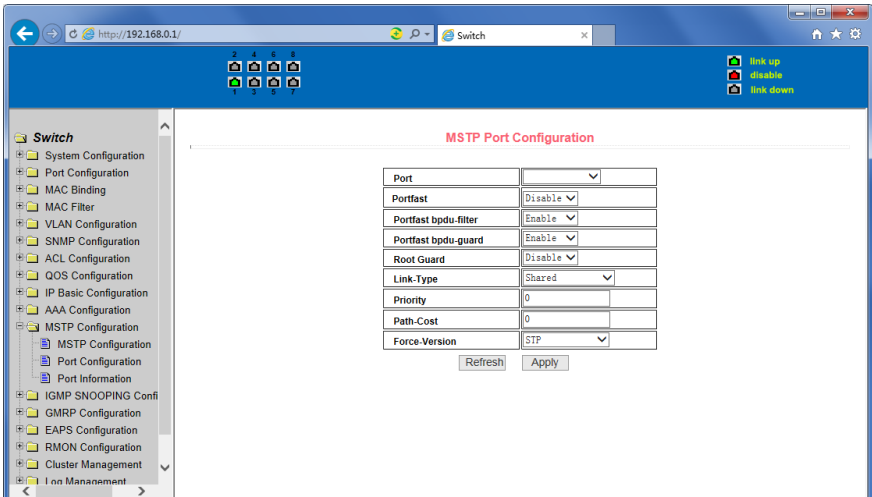 http://192.168.0.1/
Switch
2 4 6 8
1 3 5 7
link up
disable
link down
Switch
System Configuration
Port Configuration
MAC Binding
MAC Filter
VLAN Configuration
SNMP Configuration
ACL Configuration
QOS Configuration
IP Basic Configuration
AAA Configuration
MSTP Configuration
MSTP Configuration
Port Configuration
Port Information
IGMP SNOOPING Confi
GMRP Configuration
EAPS Configuration
RMON Configuration
Cluster Management
Log Management
MSTP Port Configuration
Port
Portfast Disable
Portfast bpdu-filter Enable
Portfast bpdu-guard Enable
Root Guard Disable
Link-Type Shared
Priority 0
Path-Cost 0
Force-Version STP
Refresh Apply